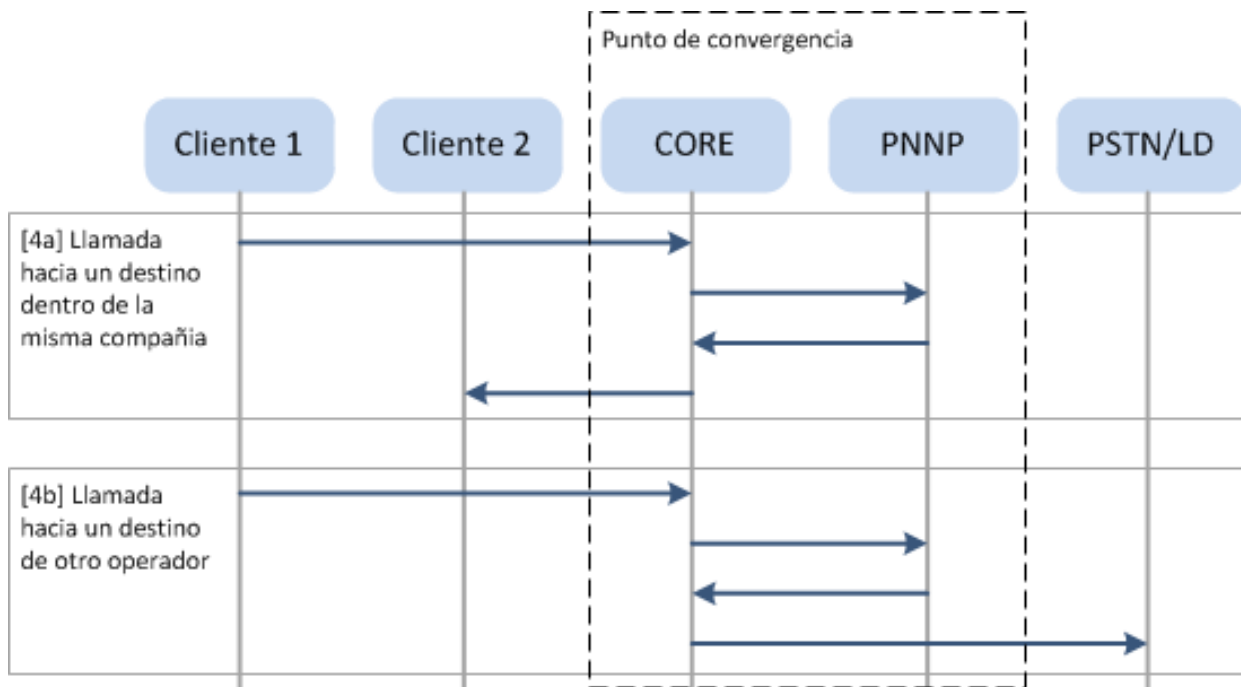 Punto de convergencia
Cliente 1
Cliente 2
CORE
PNNP
PSTN/LD
[4a] Llamada
hacia un destino
dentro de la
misma compañia
[4b] Llamada
hacia un destino
de otro operador